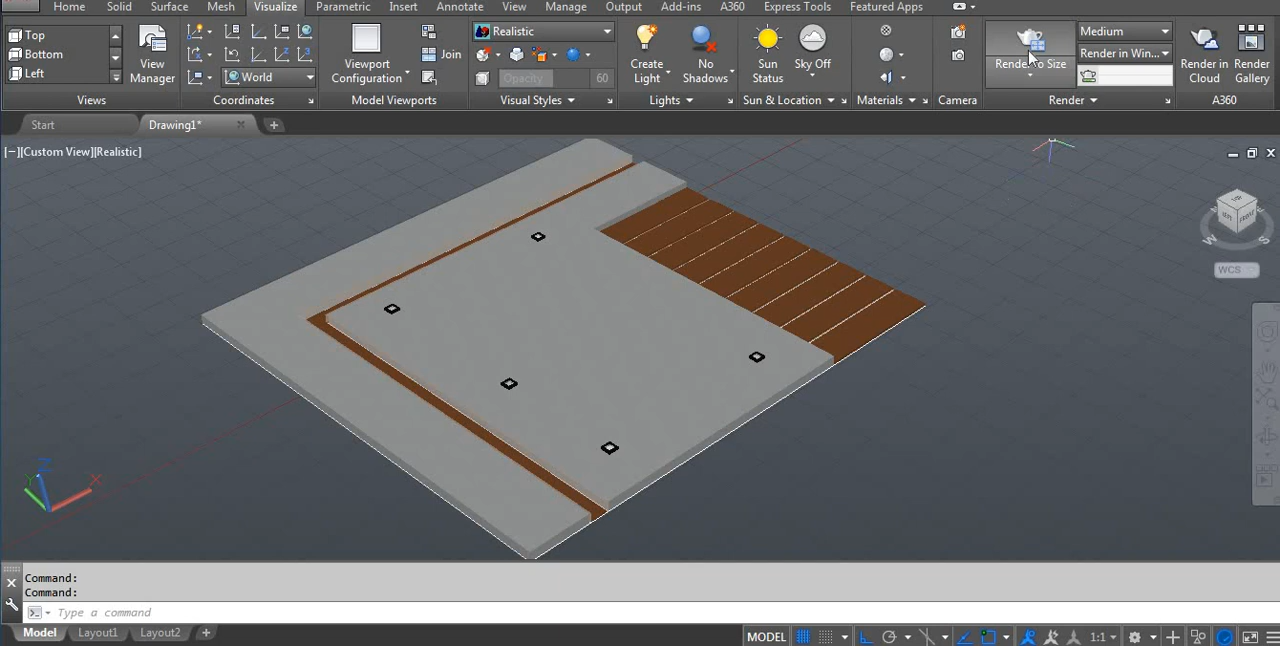 Home Solid Surface Mesh Visualize Parametric Insert Annotate View Manage Output Add-ins A360 Express Tools Featured Apps
Top
Bottom
Left
View Manager
World
Viewport Configuration
Join
Realistic
Opacity 60
Create Light
No Shadows
Sun Status
Sky Off
Render to Size
Medium
Render in Win...
Render in Cloud
Render Gallery
Views Coordinates Model Viewports Visual Styles Lights Sun & Location Materials Camera Render A360
Start Drawing1*
[−][Custom View][Realistic]
TOP
LEFT FRONT
W S
WCS
Z
Y X
Command:
Command:
Type a command
Model Layout1 Layout2 MODEL 1:1